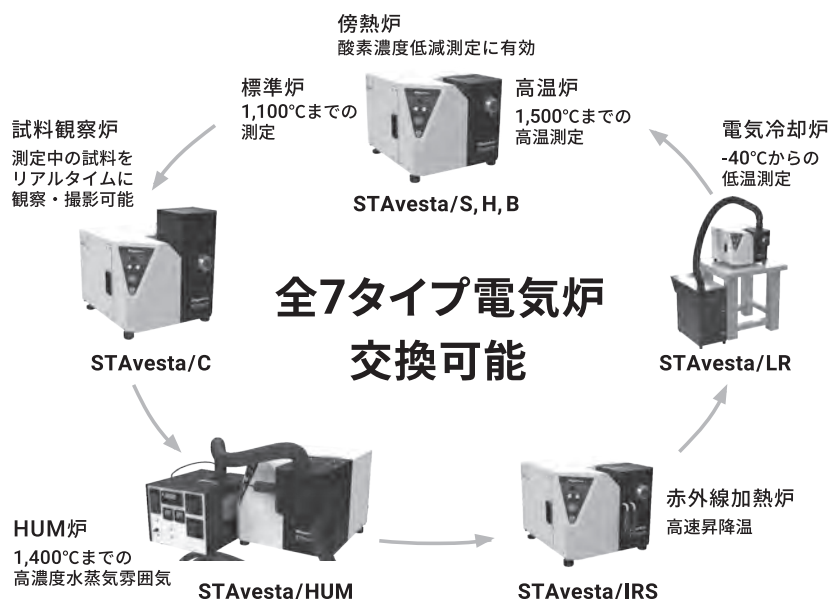 傍熱炉
酸素濃度低減測定に有効
標準炉
1,100℃までの
測定
高温炉
1,500℃までの
高温測定
STAvesta/S, H, B
試料観察炉
測定中の試料を
リアルタイムに
観察・撮影可能
STAvesta/C
電気冷却炉
-40℃からの
低温測定
STAvesta/LR
全7タイプ電気炉
交換可能
HUM炉
1,400℃までの
高濃度水蒸気雰囲気
STAvesta/HUM
赤外線加熱炉
高速昇降温
STAvesta/IRS